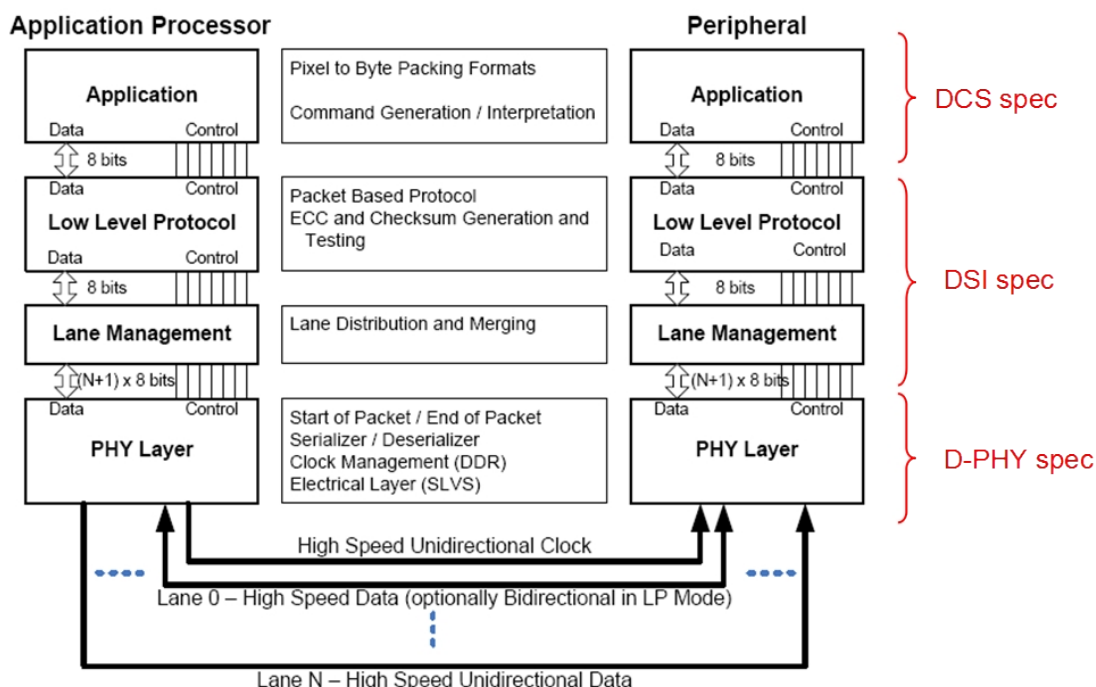 Application Processor
Peripheral
Application
Data
Control
8 bits
Pixel to Byte Packing Formats
Command Generation / Interpretation
Application
Data
Control
8 bits
DCS spec
Data
Control
Low Level Protocol
Data
Control
8 bits
Packet Based Protocol
ECC and Checksum Generation and
Testing
Data
Control
Low Level Protocol
Data
Control
8 bits
DSI spec
Lane Management
(N+1) x 8 bits
Lane Distribution and Merging
Lane Management
(N+1) x 8 bits
Data
Control
PHY Layer
Start of Packet / End of Packet
Serializer / Deserializer
Clock Management (DDR)
Electrical Layer (SLVS)
Data
Control
PHY Layer
D-PHY spec
High Speed Unidirectional Clock
Lane 0 – High Speed Data (optionally Bidirectional in LP Mode)
Lane N – High Speed Unidirectional Data